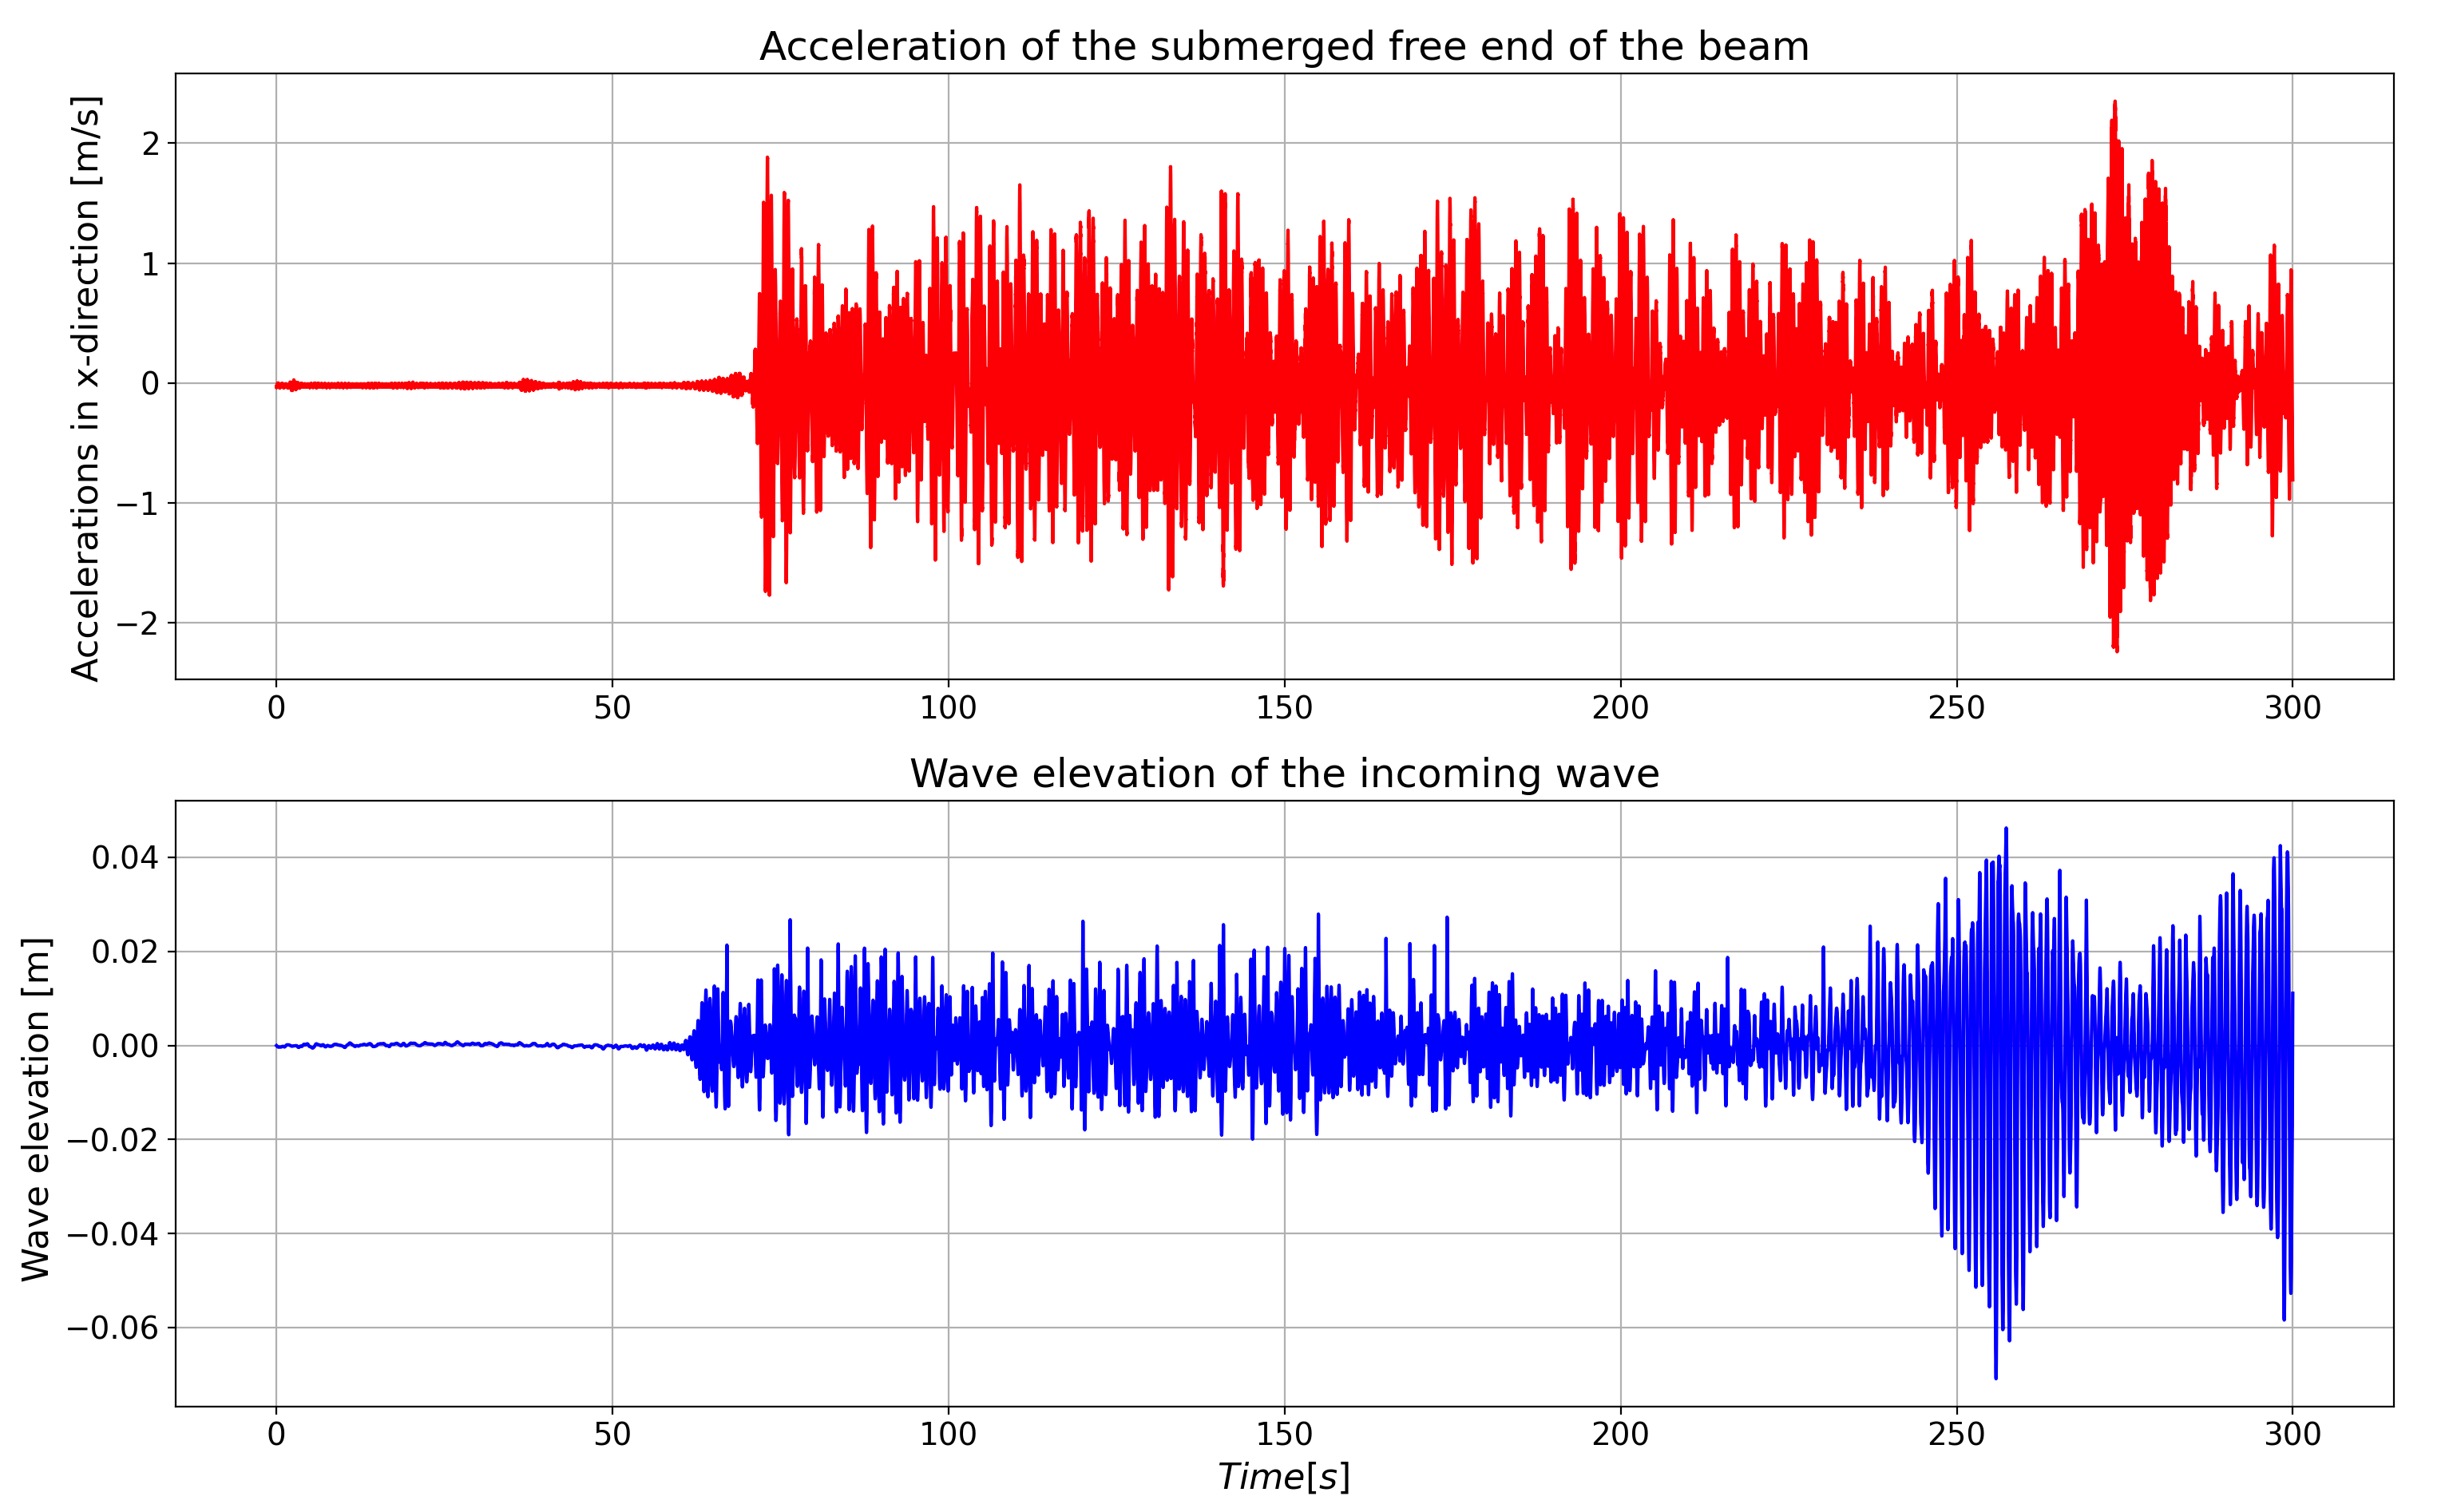 Acceleration of the submerged free end of the beam
Accelerations in x-direction [m/s]
2
1
0
−1
−2
0 50 100 150 200 250 300
Wave elevation of the incoming wave
Wave elevation [m]
0.04
0.02
0.00
−0.02
−0.04
−0.06
0 50 100 150 200 250 300
Time[s]